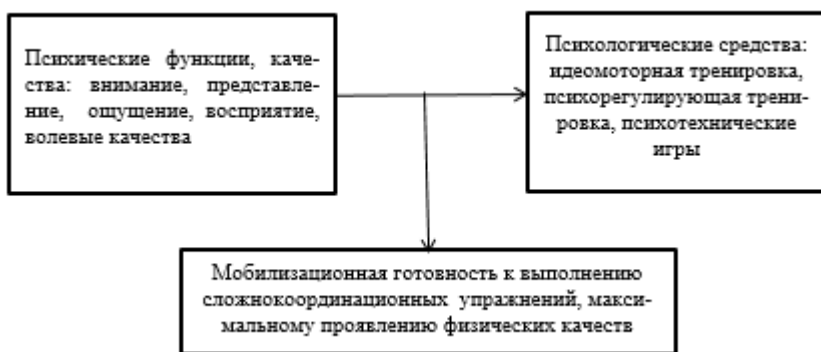 Психические функции, каче-
ства: внимание, представле-
ние, ощущение, восприятие,
волевые качества
Психологические средства:
идеомоторная тренировка,
психорегулирующая трени-
ровка, психотехнические
игры
Мобилизационная готовность к выполнению
сложнокоординационных упражнений, макси-
мальному проявлению физических качеств